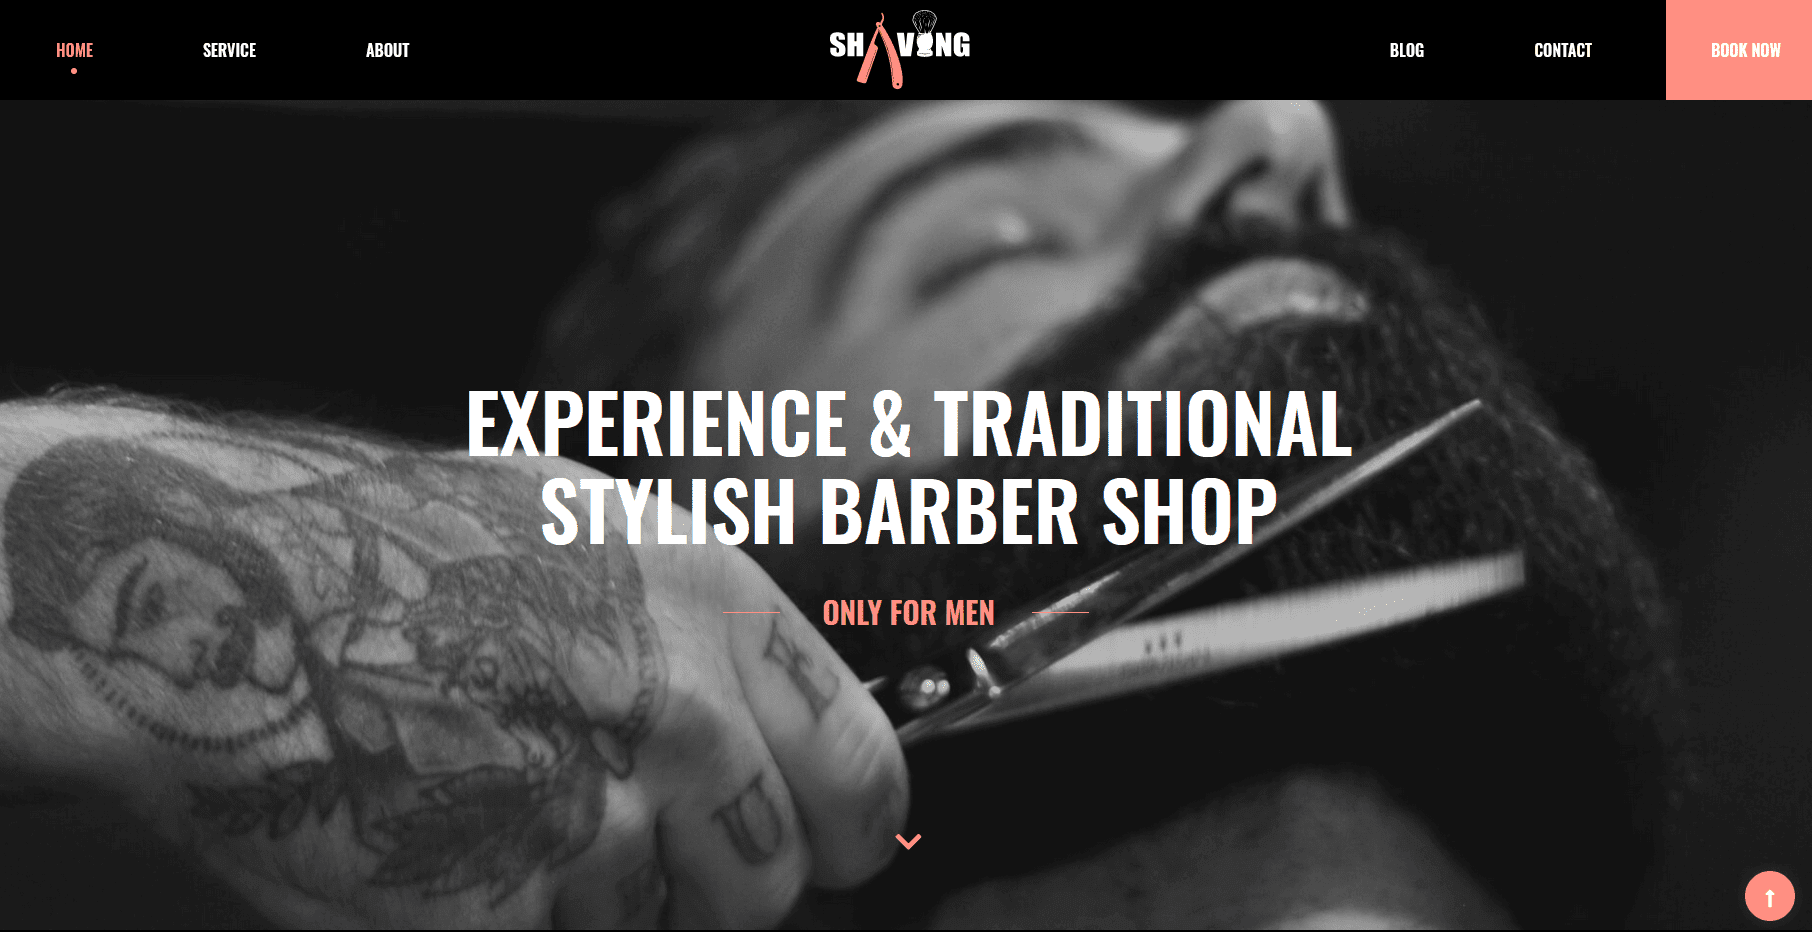 HOME
SERVICE
ABOUT
SHAVING
BLOG
CONTACT
BOOK NOW
EXPERIENCE & TRADITIONAL
STYLISH BARBER SHOP
ONLY FOR MEN